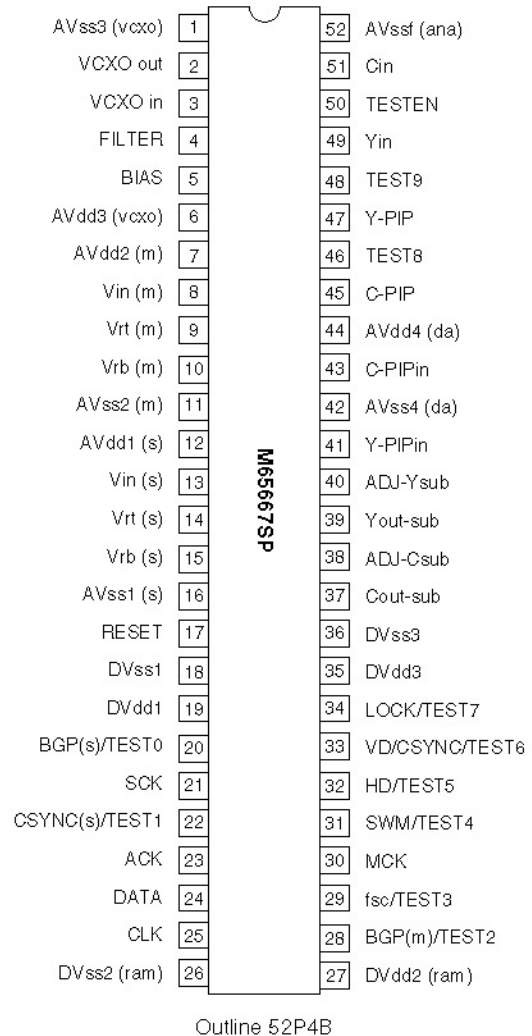 AVss3 (vcxo) 1 52 AVssf (ana)
VCXO out 2 51 Cin
VCXO in 3 50 TESTEN
FILTER 4 49 Yin
BIAS 5 48 TEST9
AVdd3 (vcxo) 6 47 Y-PIP
AVdd2 (m) 7 46 TEST8
Vin (m) 8 45 C-PIP
Vrt (m) 9 44 AVdd4 (da)
Vrb (m) 10 43 C-PIPin
AVss2 (m) 11 42 AVss4 (da)
AVdd1 (s) 12 41 Y-PIPin
Vin (s) 13 40 ADJ-Ysub
Vrt (s) 14 39 Yout-sub
Vrb (s) 15 38 ADJ-Csub
AVss1 (s) 16 37 Cout-sub
RESET 17 36 DVss3
DVss1 18 35 DVdd3
DVdd1 19 34 LOCK/TEST7
BGP(s)/TEST0 20 33 VD/CSYNC/TEST6
SCK 21 32 HD/TEST5
CSYNC(s)/TEST1 22 31 SWM/TEST4
ACK 23 30 MCK
DATA 24 29 fsc/TEST3
CLK 25 28 BGP(m)/TEST2
DVss2 (ram) 26 27 DVdd2 (ram)
M65667SP
Outline 52P4B